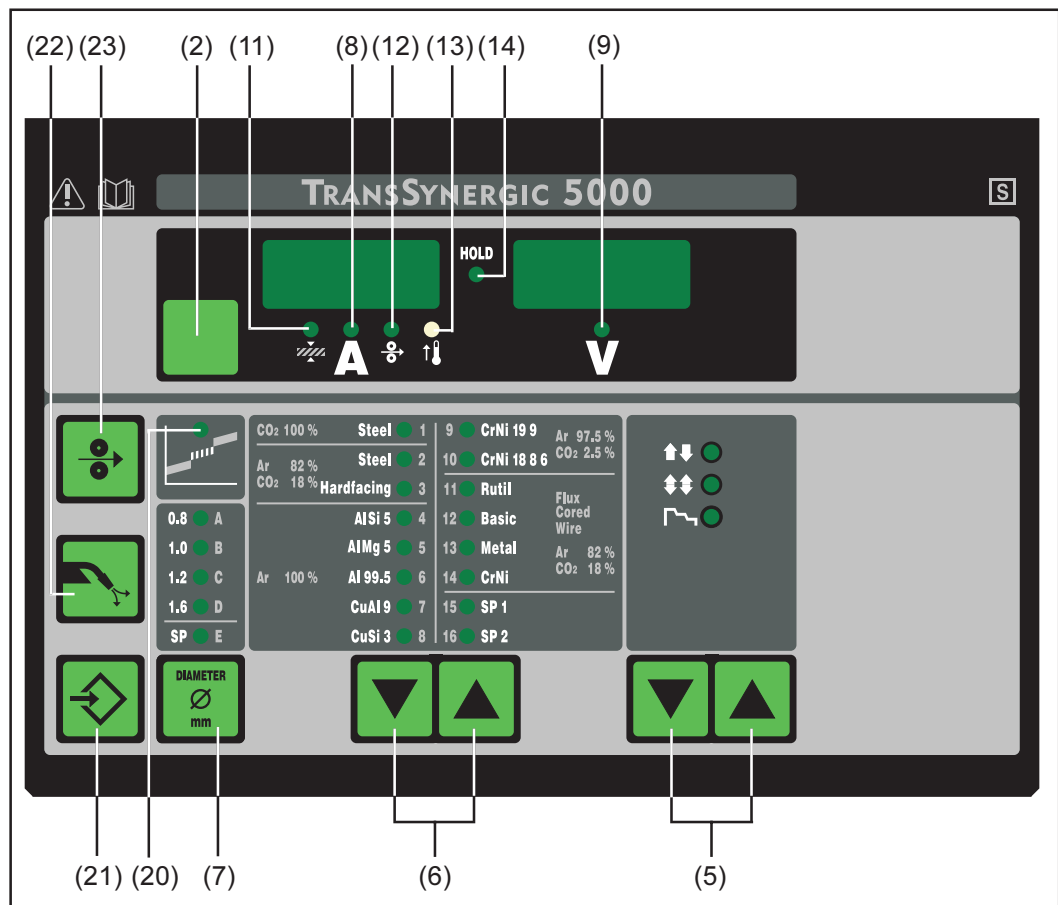 (22) (23) (2) (11) (8) (12) (13) (14) (9)
TRANSSYNERGIC 5000
S
HOLD
A
V
CO2 100 % Steel 1
Ar 82 % CO2 18 % Steel 2
Hardfacing 3
Ar 100 % AlSi 5 4
AlMg 5 5
Al 99.5 6
CuAl 9 7
CuSi 3 8
9 CrNi 19 9 Ar 97.5 %
10 CrNi 18 8 6 CO2 2.5 %
11 Rutil
12 Basic
13 Metal
14 CrNi
Flux
Cored
Wire
Ar 82 %
CO2 18 %
15 SP 1
16 SP 2
0.8 A
1.0 B
1.2 C
1.6 D
SP E
DIAMETER
Ø
mm
(21) (20) (7) (6) (5)